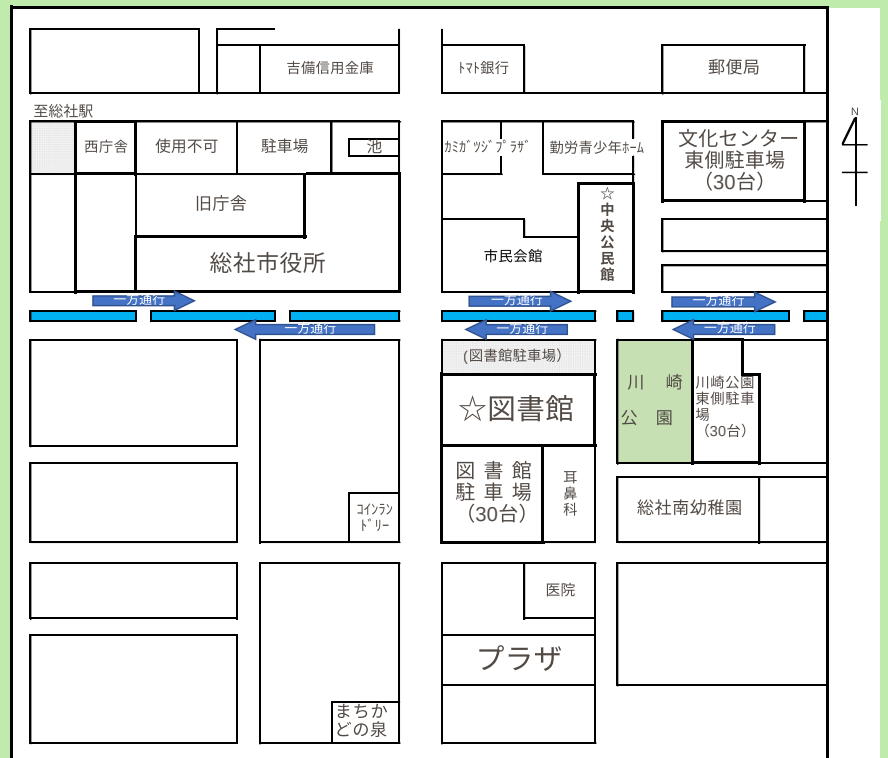 吉備信用金庫
ﾄﾏﾄ銀行
郵便局
N
至総社駅
西庁舎
使用不可
駐車場
池
ｶﾐｶﾞﾂｼﾞﾌﾟﾗｻﾞ
勤労青少年ﾎｰﾑ
文化センター
東側駐車場
（30台）
旧庁舎
総社市役所
☆中央公民館
市民会館
一方通行
一方通行
一方通行
一方通行
一方通行
一方通行
(図書館駐車場)
☆図書館
川　崎
公　園
川崎公園
東側駐車
場
（30台）
図 書 館
駐 車 場
（30台）
耳鼻科
総社南幼稚園
ｺｲﾝﾗﾝ
ﾄﾞﾘｰ
医院
プラザ
まちか
どの泉